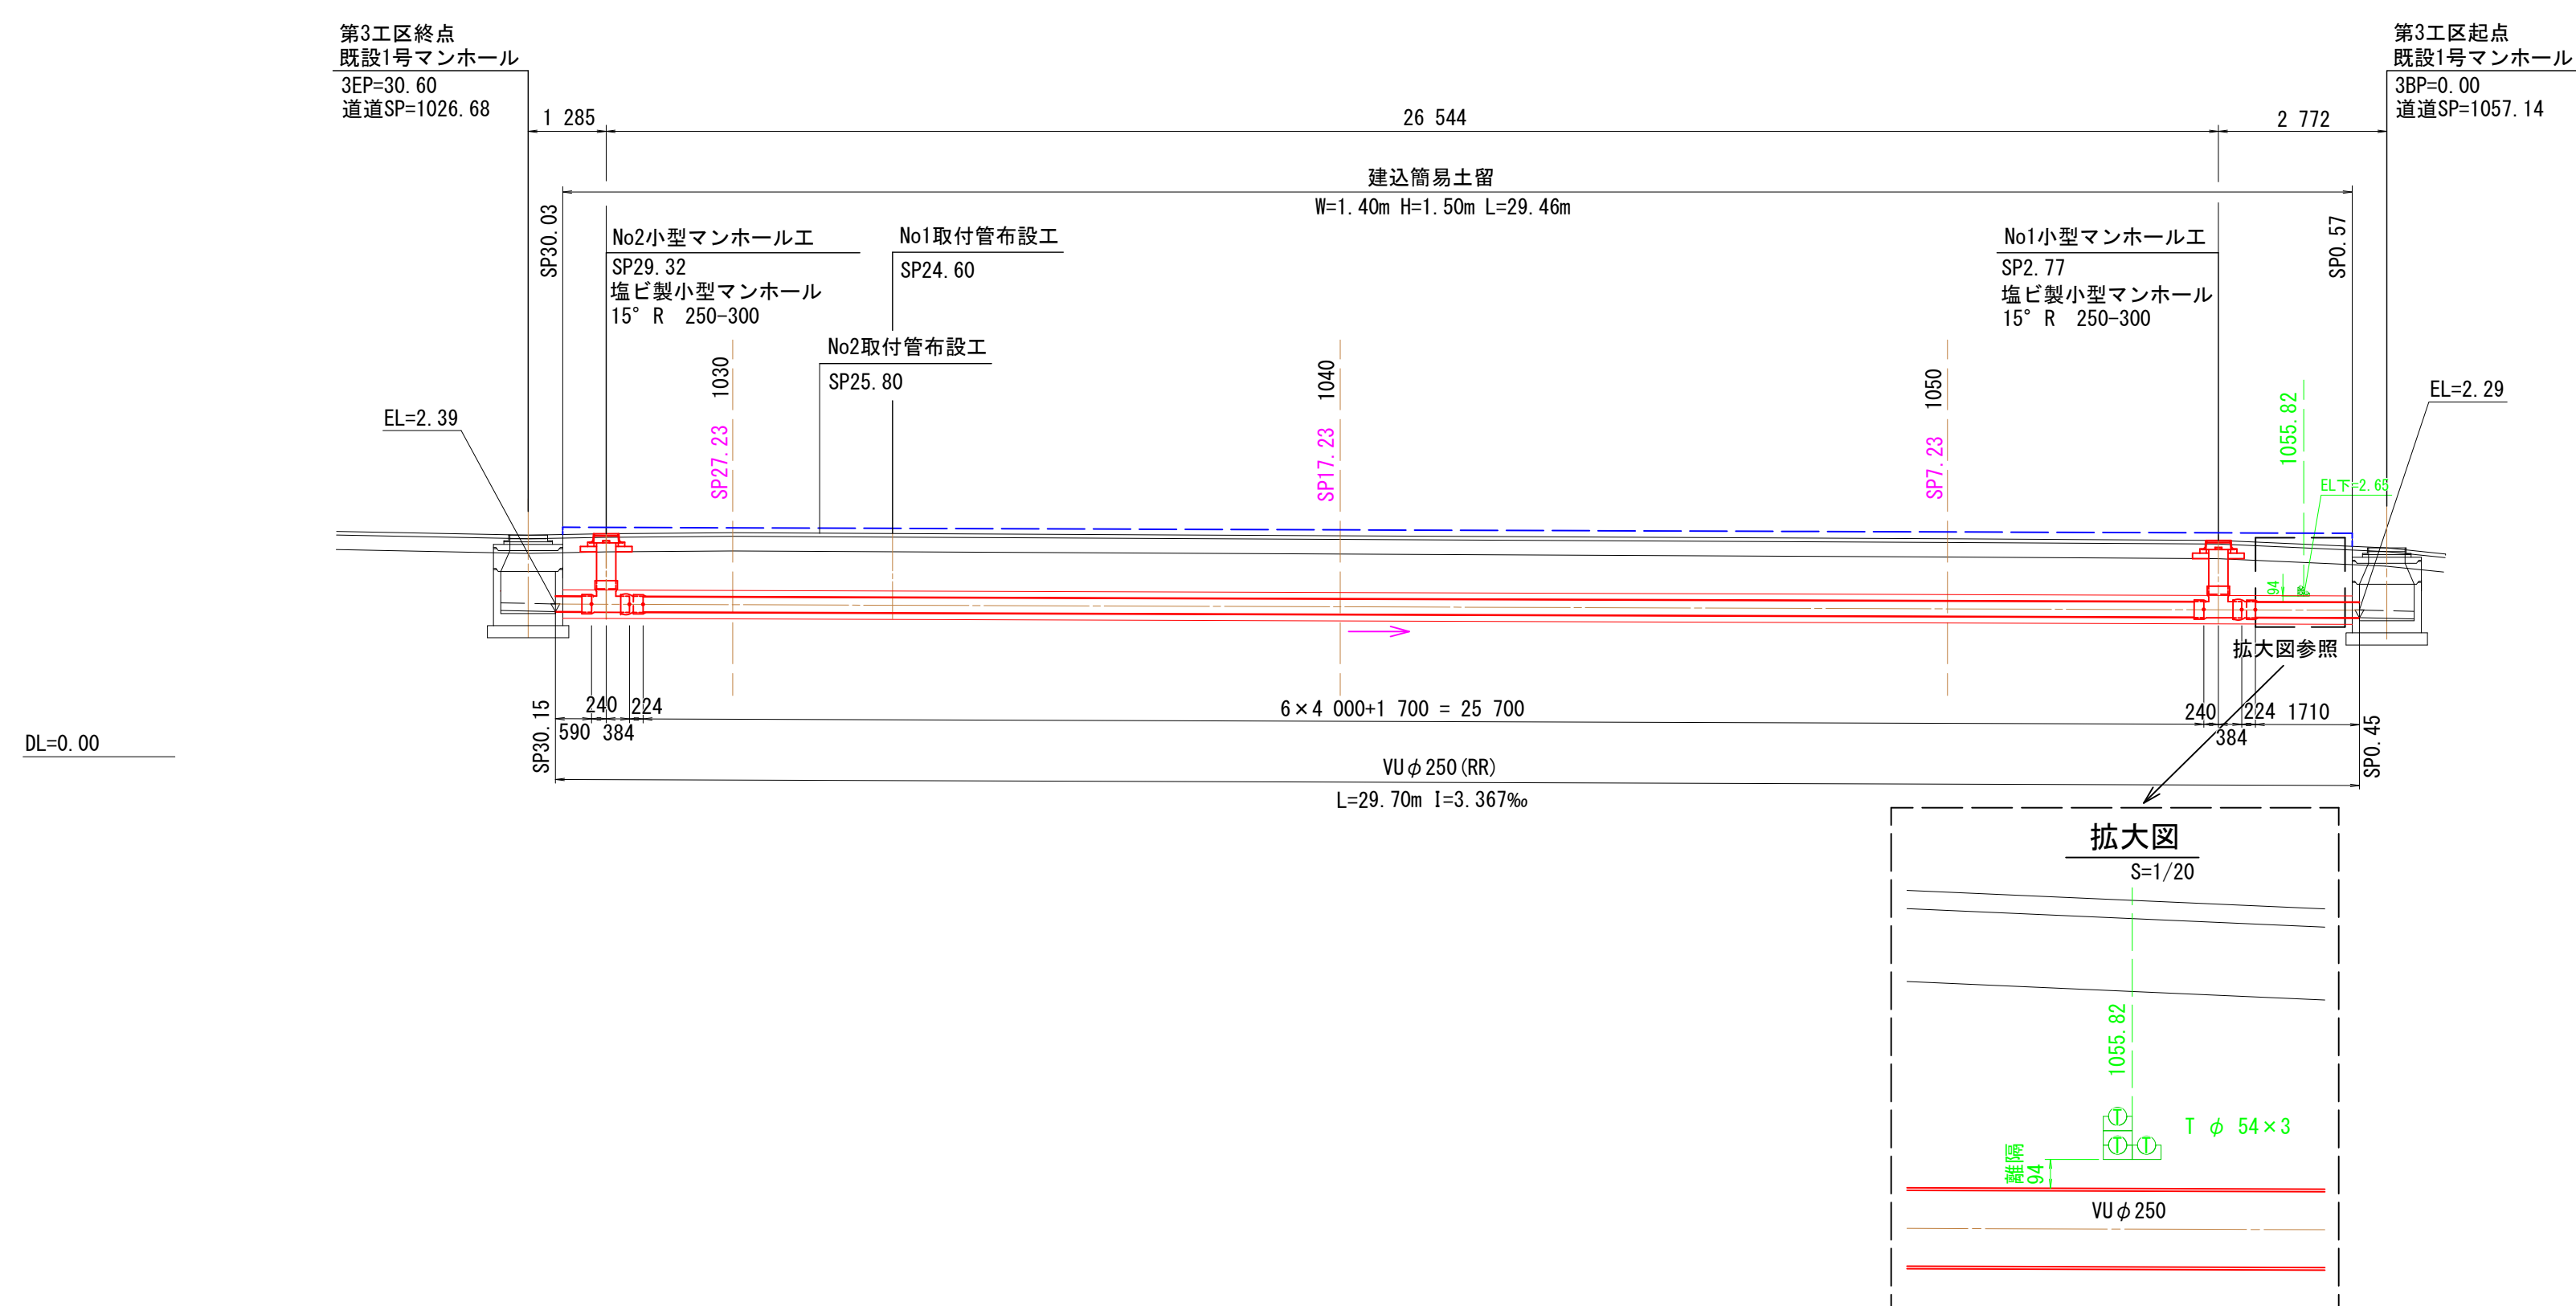 第3工区終点
既設1号マンホール
3EP=30.60
道道SP=1026.68
第3工区起点
既設1号マンホール
3BP=0.00
道道SP=1057.14
1 285
26 544
2 772
建込簡易土留
W=1.40m H=1.50m L=29.46m
SP30.03
SP0.57
No2小型マンホール工
SP29.32
塩ビ製小型マンホール
15° R 250-300
No1取付管布設工
SP24.60
No1小型マンホール工
SP2.77
塩ビ製小型マンホール
15° R 250-300
No2取付管布設工
SP25.80
SP27.23 1030
SP17.23 1040
SP7.23 1050
1055.82
EL=2.39
EL=2.29
EL下=2.65
94
拡大図参照
240
224
590
384
6×4 000+1 700 = 25 700
240
224
1710
384
SP30.15
SP0.45
DL=0.00
VUφ250(RR)
L=29.70m I=3.367‰
拡大図
S=1/20
1055.82
T
T
T
T φ 54×3
離隔
94
VUφ250